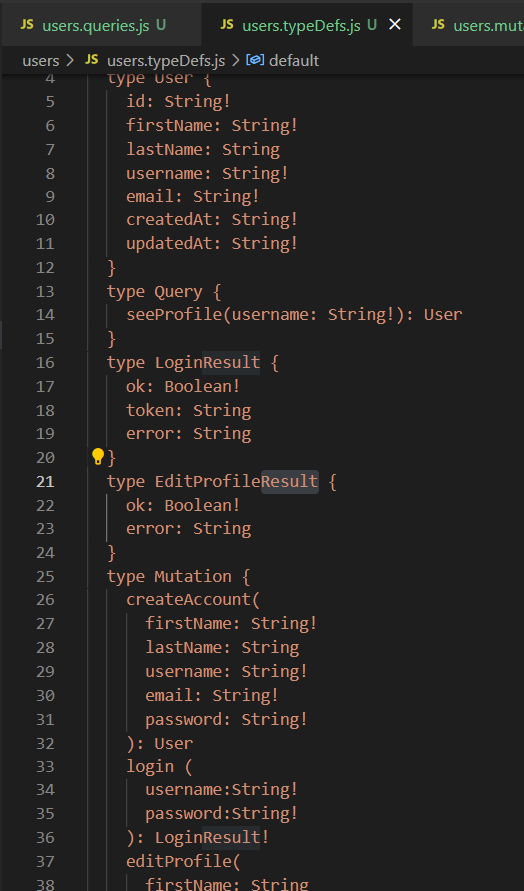 JS users.queries.js U
JS users.typeDefs.js U ×
JS users.mut
users > JS users.typeDefs.js > default
4 type User {
5 id: String!
6 firstName: String!
7 lastName: String
8 username: String!
9 email: String!
10 createdAt: String!
11 updatedAt: String!
12 }
13 type Query {
14 seeProfile(username: String!): User
15 }
16 type LoginResult {
17 ok: Boolean!
18 token: String
19 error: String
20 }
21 type EditProfileResult {
22 ok: Boolean!
23 error: String
24 }
25 type Mutation {
26 createAccount(
27 firstName: String!
28 lastName: String
29 username: String!
30 email: String!
31 password: String!
32 ): User
33 login (
34 username:String!
35 password:String!
36 ): LoginResult!
37 editProfile(
38 firstName: String